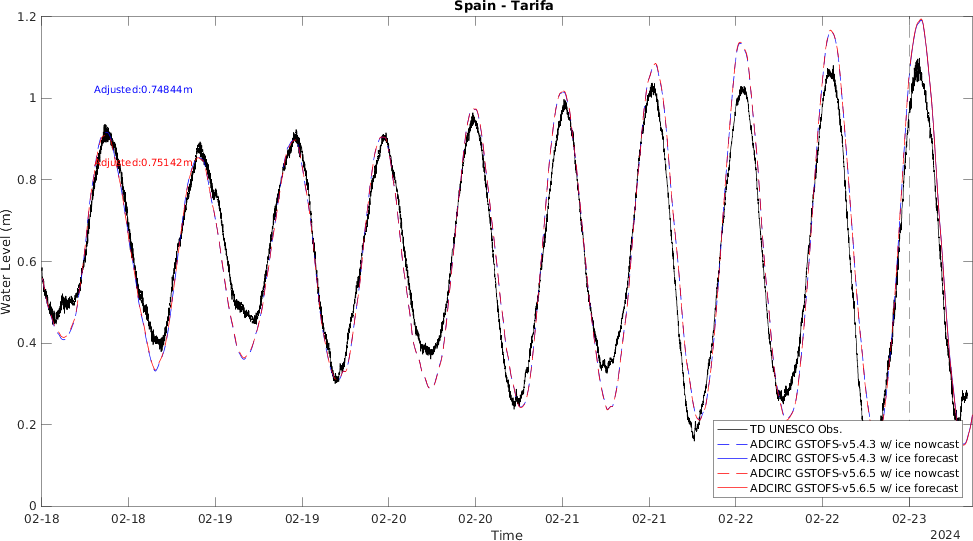 Spain - Tarifa
1.2
1
0.8
0.6
0.4
0.2
0
Water Level (m)
Adjusted:0.74844m
Adjusted:0.75142m
TD UNESCO Obs.
ADCIRC GSTOFS-v5.4.3 w/ ice nowcast
ADCIRC GSTOFS-v5.4.3 w/ ice forecast
ADCIRC GSTOFS-v5.6.5 w/ ice nowcast
ADCIRC GSTOFS-v5.6.5 w/ ice forecast
02-18 02-18 02-19 02-19 02-20 02-20 02-21 02-21 02-22 02-22 02-23
Time
2024